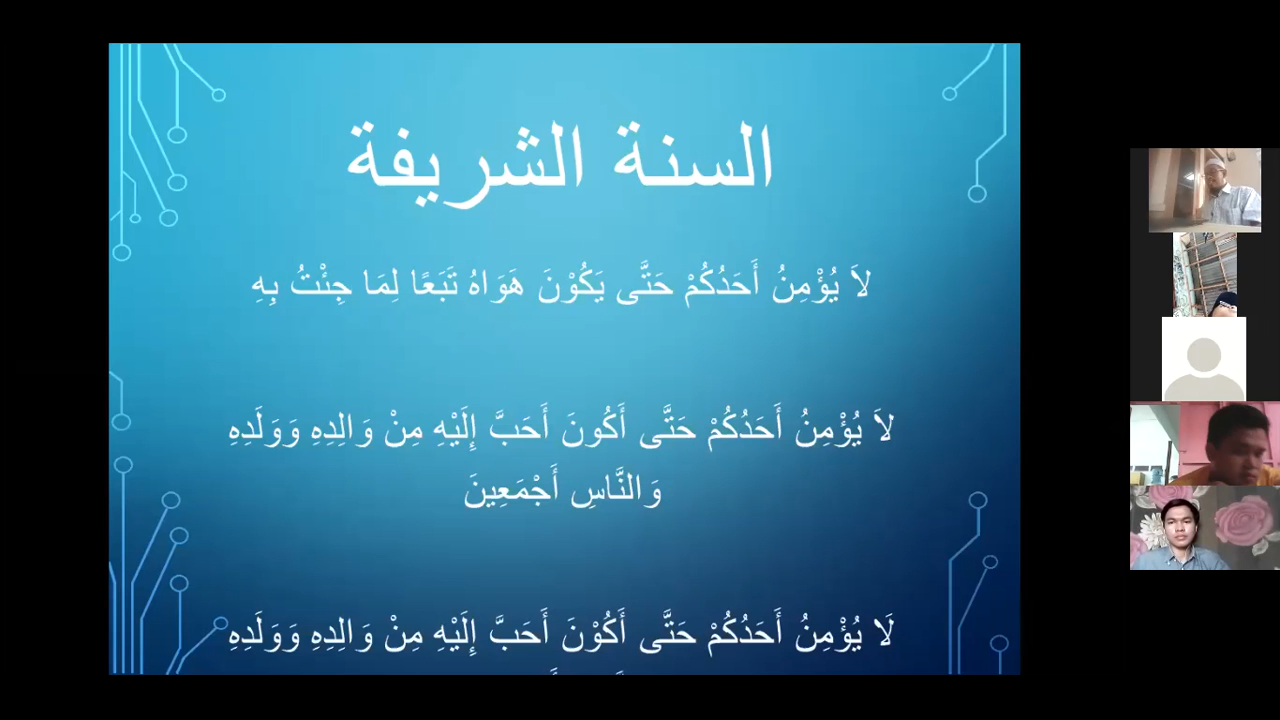 السنة الشريفة
لاَ يُؤْمِنُ أَحَدُكُمْ حَتَّى يَكُوْنَ هَوَاهُ تَبَعًا لِمَا جِئْتُ بِهِ
لاَ يُؤْمِنُ أَحَدُكُمْ حَتَّى أَكُونَ أَحَبَّ إِلَيْهِ مِنْ وَالِدِهِ وَوَلَدِهِ
وَالنَّاسِ أَجْمَعِينَ
لَا يُؤْمِنُ أَحَدُكُمْ حَتَّى أَكُوْنَ أَحَبَّ إِلَيْهِ مِنْ وَالِدِهِ وَوَلَدِهِ